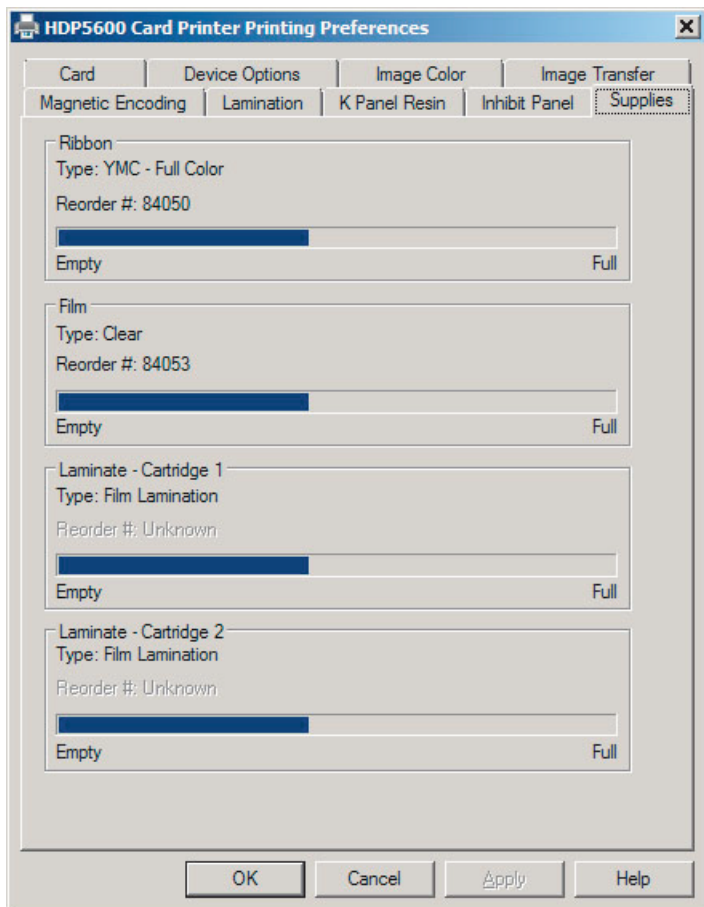 HDP5600 Card Printer Printing Preferences
Card Device Options Image Color Image Transfer
Magnetic Encoding Lamination K Panel Resin Inhibit Panel Supplies
Ribbon
Type: YMC - Full Color
Reorder #: 84050
Empty Full
Film
Type: Clear
Reorder #: 84053
Empty Full
Laminate - Cartridge 1
Type: Film Lamination
Reorder #: Unknown
Empty Full
Laminate - Cartridge 2
Type: Film Lamination
Reorder #: Unknown
Empty Full
OK Cancel Apply Help